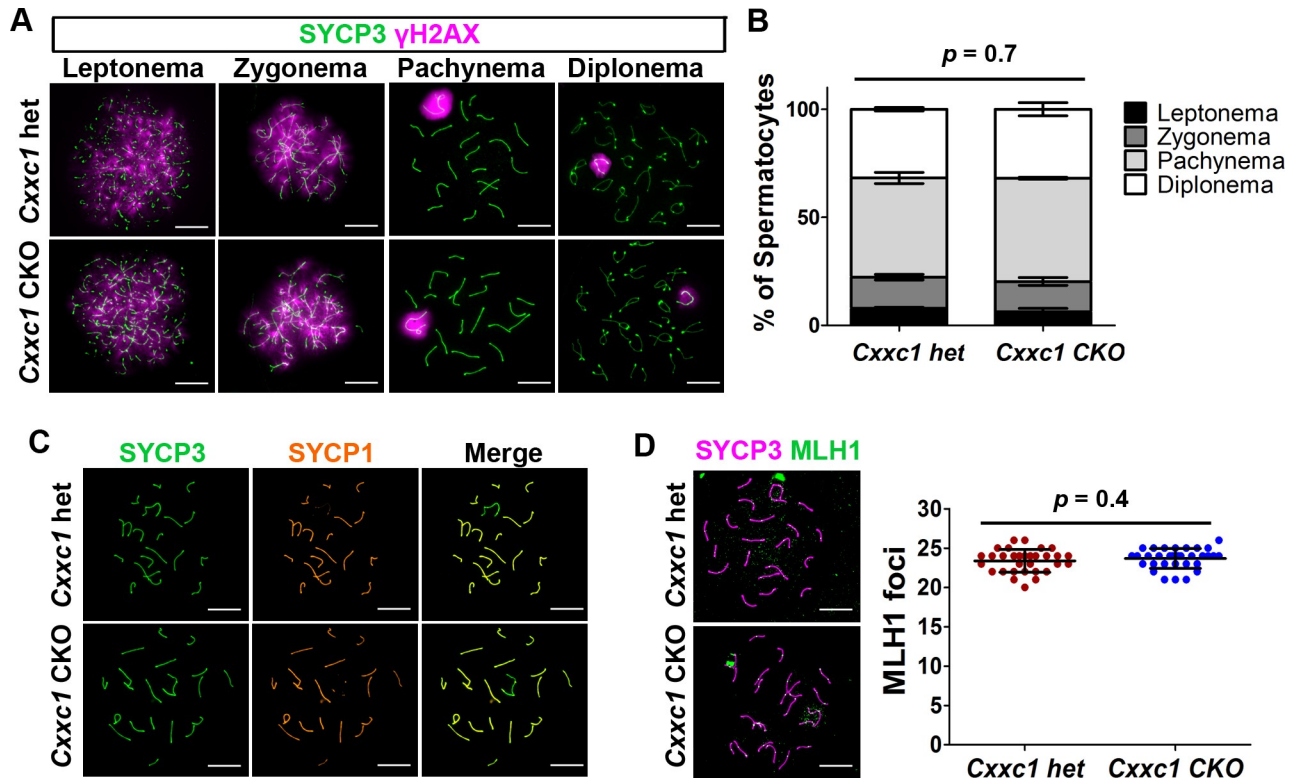 A
SYCP3 γH2AX
Leptonema Zygonema Pachynema Diplonema
Cxxc1 het
Cxxc1 CKO
B
p = 0.7
% of Spermatocytes
100
50
0
Cxxc1 het Cxxc1 CKO
Leptonema
Zygonema
Pachynema
Diplonema
C
SYCP3 SYCP1 Merge
Cxxc1 het
Cxxc1 CKO
D
SYCP3 MLH1
Cxxc1 het
Cxxc1 CKO
p = 0.4
MLH1 foci
30
25
20
15
10
5
0
Cxxc1 het Cxxc1 CKO